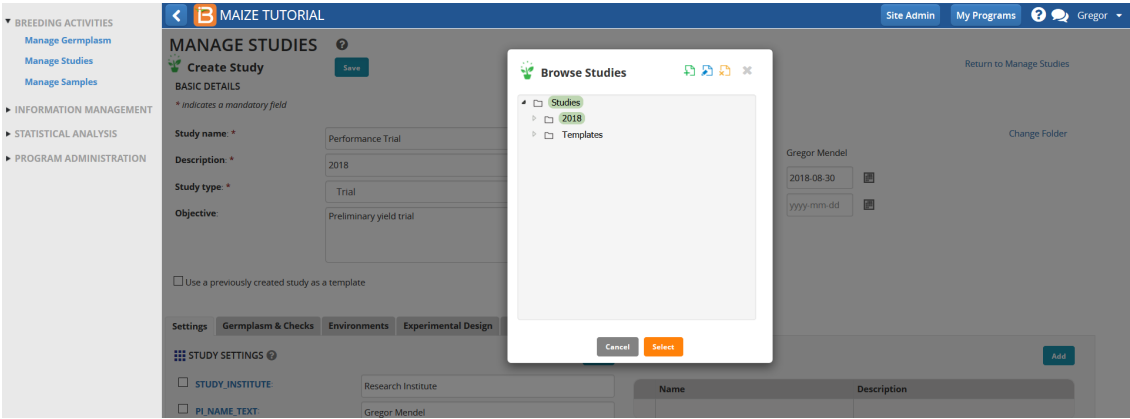 BREEDING ACTIVITIES
Manage Germplasm
Manage Studies
Manage Samples
INFORMATION MANAGEMENT
STATISTICAL ANALYSIS
PROGRAM ADMINISTRATION
MAIZE TUTORIAL
Site Admin
My Programs
Gregor
MANAGE STUDIES
Create Study
Save
Return to Manage Studies
BASIC DETAILS
* indicates a mandatory field
Change Folder
Study name: *
Performance Trial
Gregor Mendel
Description: *
2018
2018-08-30
Study type: *
Trial
yyyy-mm-dd
Objective:
Preliminary yield trial
Use a previously created study as a template
Browse Studies
Studies
2018
Templates
Cancel
Select
Settings
Germplasm & Checks
Environments
Experimental Design
STUDY SETTINGS
Add
STUDY_INSTITUTE:
Research Institute
Name
Description
PI_NAME_TEXT:
Gregor Mendel